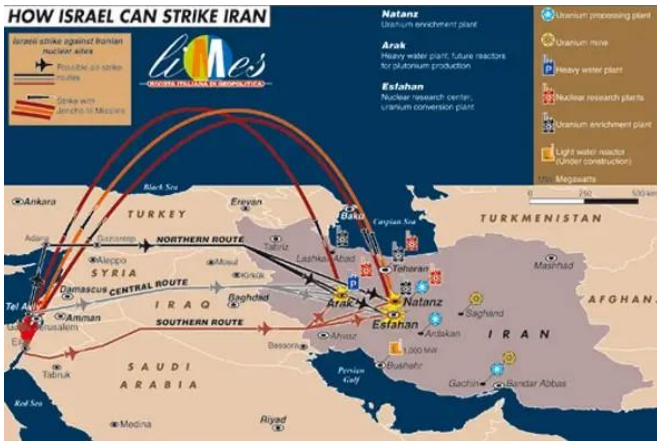 HOW ISRAEL CAN STRIKE IRAN
Israeli strike against Iranian
nuclear sites
Possible air strike
routes
Strike with
Jericho III Missiles
liMes
RIVISTA ITALIANA DI GEOPOLITICA
Natanz
Uranium enrichment plant
Arak
Heavy water plant, future reactors
for plutonium production
Esfahan
Nuclear research center,
uranium conversion plant
Uranium processing plant
Uranium mine
P Heavy water plant
Nuclear research plants
Uranium enrichment plant
Light water reactor
(Under construction)
MW Megawatts
0 250 500 km
Black Sea
Ankara
Erevan
Baku
Caspian Sea
TURKEY
TURKMENISTAN
Adana
Gaziantep
NORTHERN ROUTE
Tabriz
Lashkar Abad
Aleppo
Mosul
Teheran
Mashhad
SYRIA
Kirkuk
Damascus
CENTRAL ROUTE
P
Arak
Natanz
AFGHAN
Tel A
IRAQ
Baghdad
Saghand
Amman
Jerusalem
SOUTHERN ROUTE
Esfahan
Ardakan
IRAN
Ahvaz
Bassora
1,000 MW
Tabruk
SAUDI
ARABIA
Persian
Gulf
Bushehr
Gachin
Bandar Abbas
Red Sea
Medina
Riyad